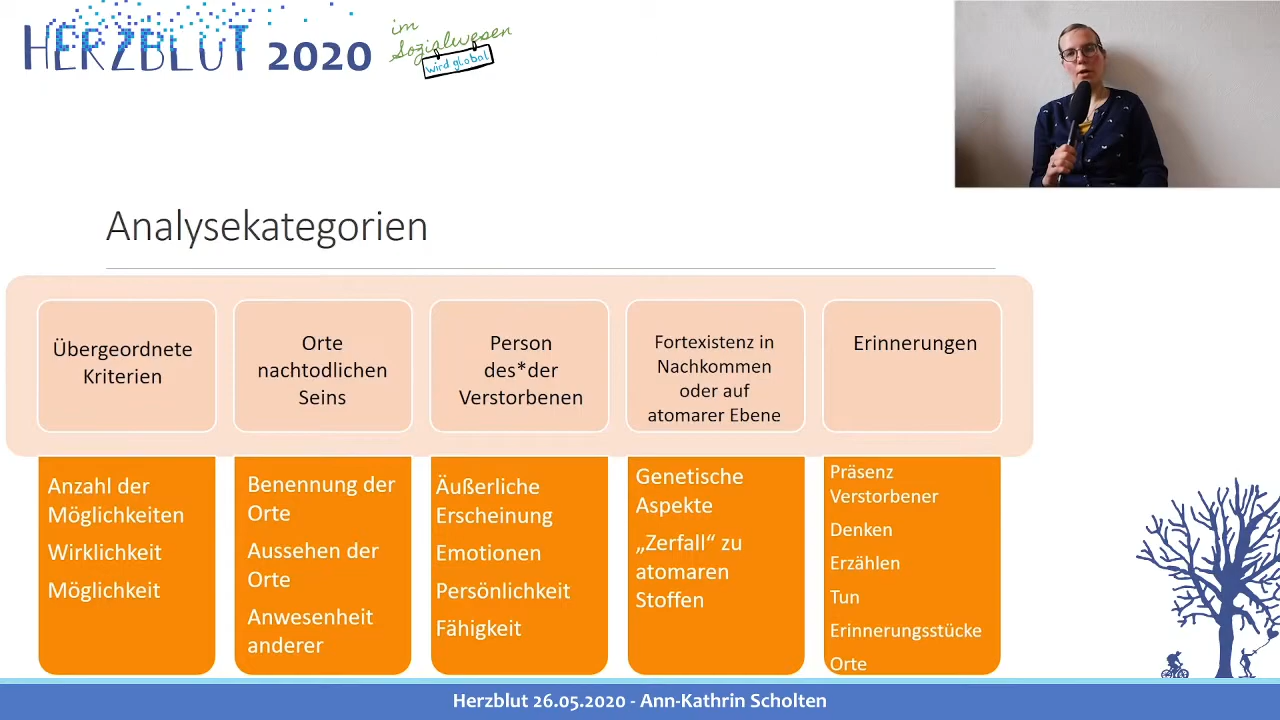 HERZBLUT 2020
im
Sozialwesen
wird global
Analysekategorien
Übergeordnete
Kriterien
Anzahl der
Möglichkeiten
Wirklichkeit
Möglichkeit
Orte
nachtodlichen
Seins
Benennung der
Orte
Aussehen der
Orte
Anwesenheit
anderer
Person
des*der
Verstorbenen
Äußerliche
Erscheinung
Emotionen
Persönlichkeit
Fähigkeit
Fortexistenz in
Nachkommen
oder auf
atomarer Ebene
Genetische
Aspekte
„Zerfall“ zu
atomaren
Stoffen
Erinnerungen
Präsenz
Verstorbener
Denken
Erzählen
Tun
Erinnerungsstücke
Orte
Herzblut 26.05.2020 - Ann-Kathrin Scholten